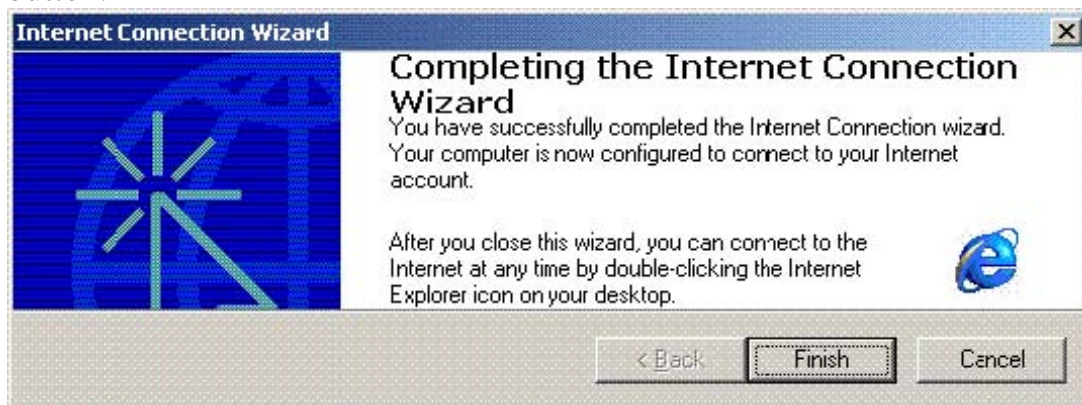 Internet Connection Wizard
Completing the Internet Connection
Wizard
You have successfully completed the Internet Connection wizard.
Your computer is now configured to connect to your Internet
account.
After you close this wizard, you can connect to the
Internet at any time by double-clicking the Internet
Explorer icon on your desktop.
< Back
Finish
Cancel